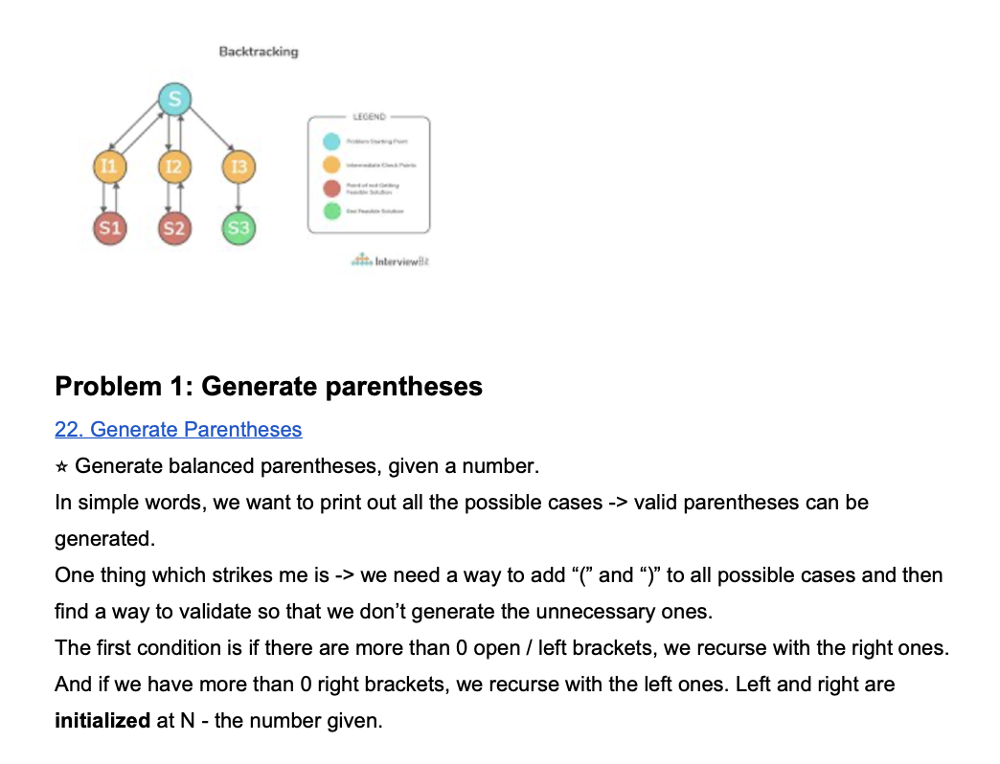 Backtracking
S
LEGEND
Problem Starting Point
I1 I2 I3
Intermediate Check Points
Point of not Getting
Feasible Solution
S1 S2 S3
End Feasible Solution
InterviewBit
Problem 1: Generate parentheses
22. Generate Parentheses
☆ Generate balanced parentheses, given a number.
In simple words, we want to print out all the possible cases -> valid parentheses can be
generated.
One thing which strikes me is -> we need a way to add “(” and “)” to all possible cases and then
find a way to validate so that we don’t generate the unnecessary ones.
The first condition is if there are more than 0 open / left brackets, we recurse with the right ones.
And if we have more than 0 right brackets, we recurse with the left ones. Left and right are
initialized at N - the number given.